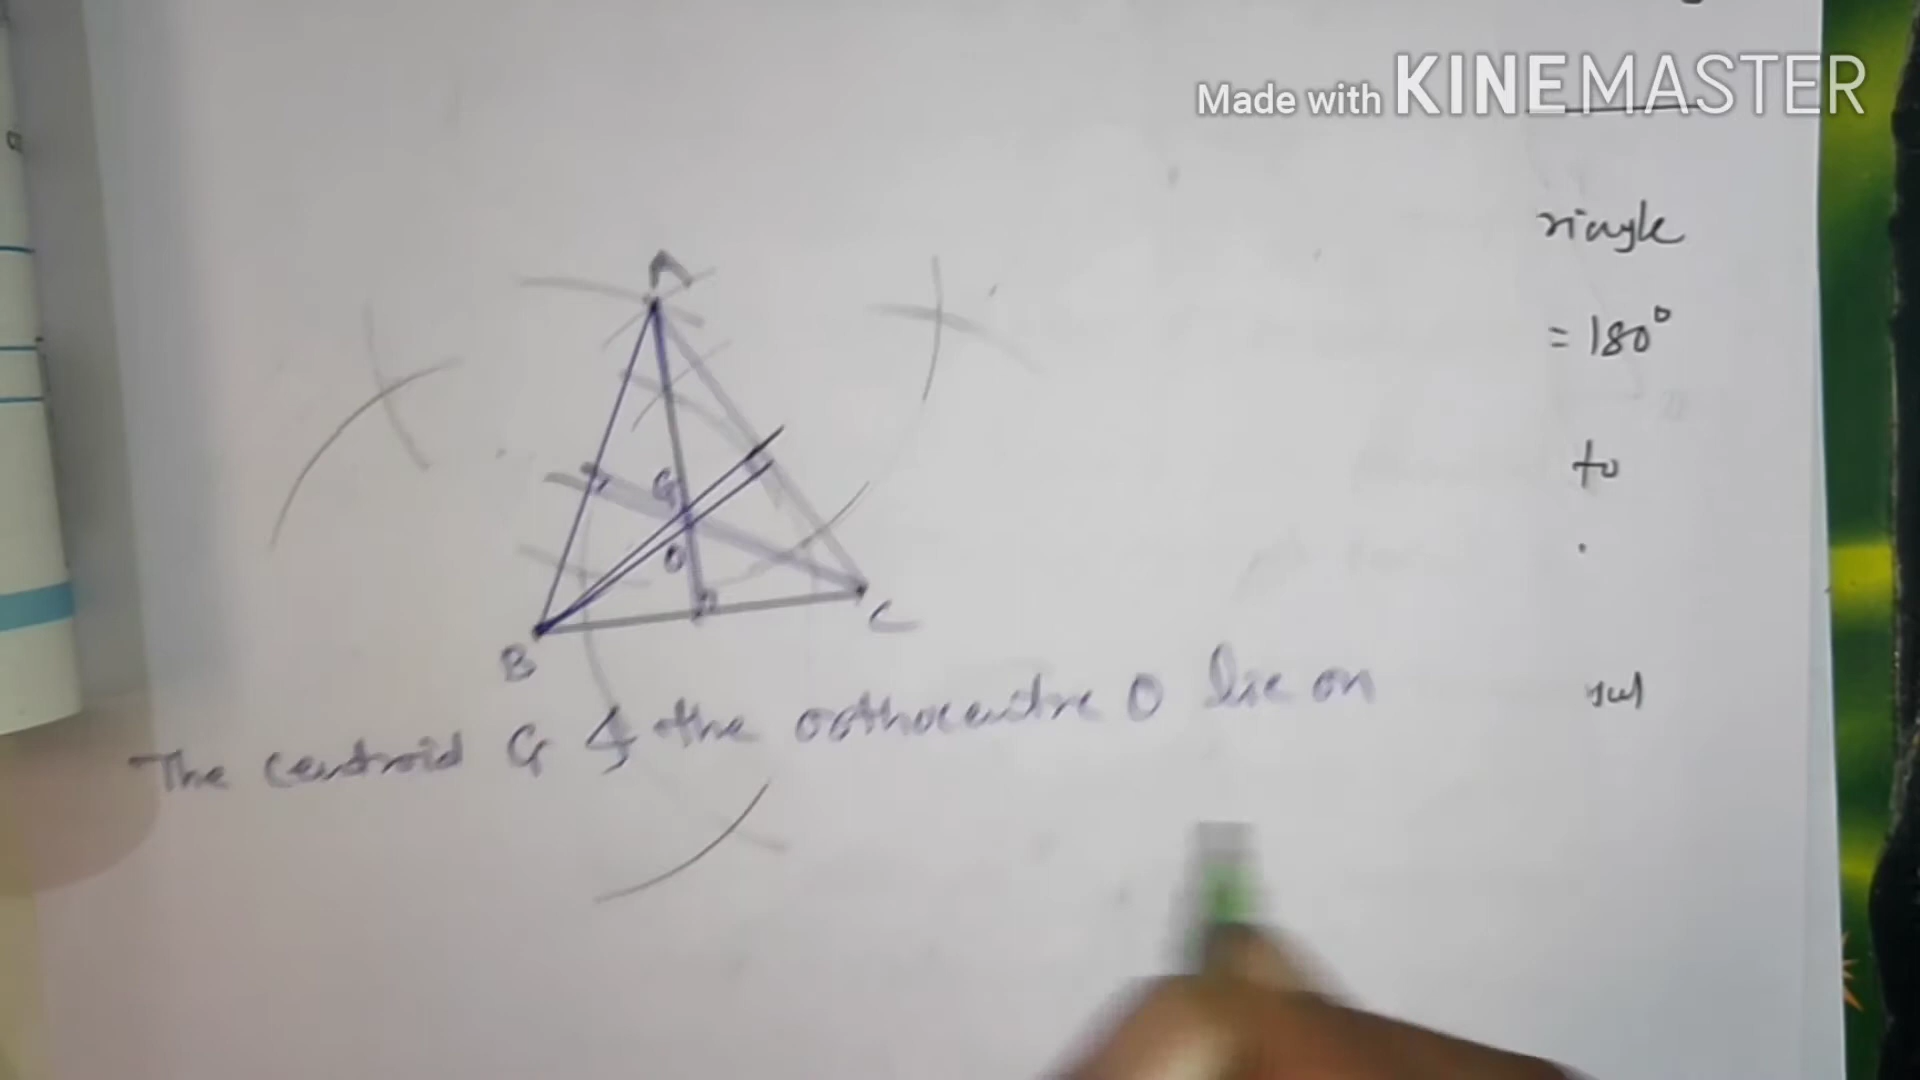 Made with KINEMASTER
riangle
= 180°
to
A
G
O
D
B
C
The centroid G & the orthocentre O lie on